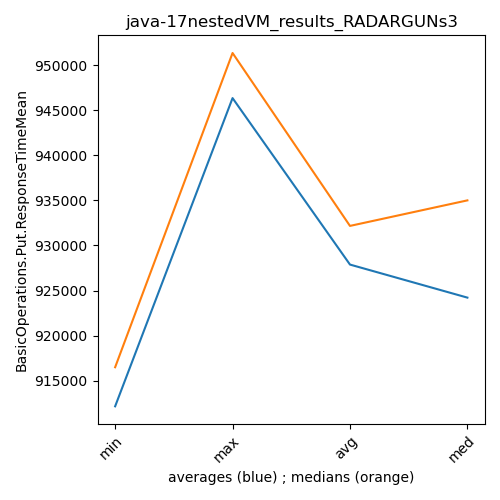 java-17nestedVM_results_RADARGUNs3
BasicOperations.Put.ResponseTimeMean
950000
945000
940000
935000
930000
925000
920000
915000
min
max
avg
med
averages (blue) ; medians (orange)